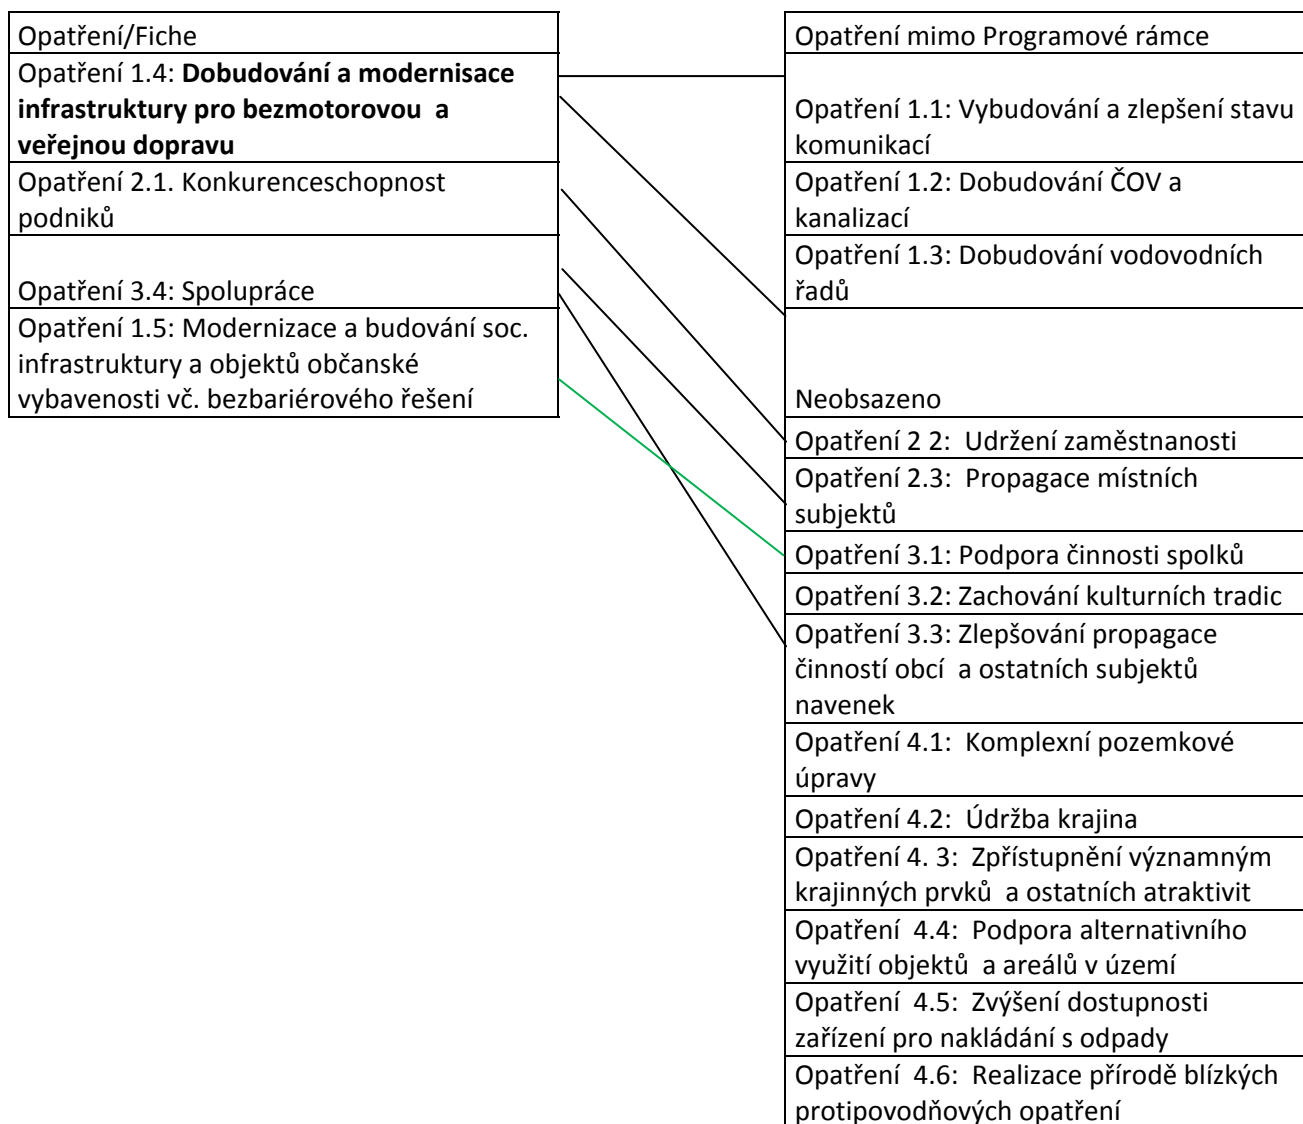 Opatření/Fiche
Opatření 1.4: Dobudování a modernisace
infrastruktury pro bezmotorovou  a
veřejnou dopravu
Opatření 2.1. Konkurenceschopnost
podniků
Opatření 3.4: Spolupráce
Opatření 1.5: Modernizace a budování soc.
infrastruktury a objektů občanské
vybavenosti vč. bezbariérového řešení
Opatření mimo Programové rámce
Opatření 1.1: Vybudování a zlepšení stavu
komunikací
Opatření 1.2: Dobudování ČOV a
kanalizací
Opatření 1.3: Dobudování vodovodních
řadů
Neobsazeno
Opatření 2 2:  Udržení zaměstnanosti
Opatření 2.3:  Propagace místních
subjektů
Opatření 3.1: Podpora činnosti spolků
Opatření 3.2: Zachování kulturních tradic
Opatření 3.3: Zlepšování propagace
činností obcí  a ostatních subjektů
navenek
Opatření 4.1:  Komplexní pozemkové
úpravy
Opatření 4.2:  Údržba krajina
Opatření 4. 3:  Zpřístupnění významným
krajinných prvků  a ostatních atraktivit
Opatření  4.4:  Podpora alternativního
využití objektů  a areálů v území
Opatření  4.5:  Zvýšení dostupnosti
zařízení pro nakládání s odpady
Opatření  4.6:  Realizace přírodě blízkých
protipovodňových opatření